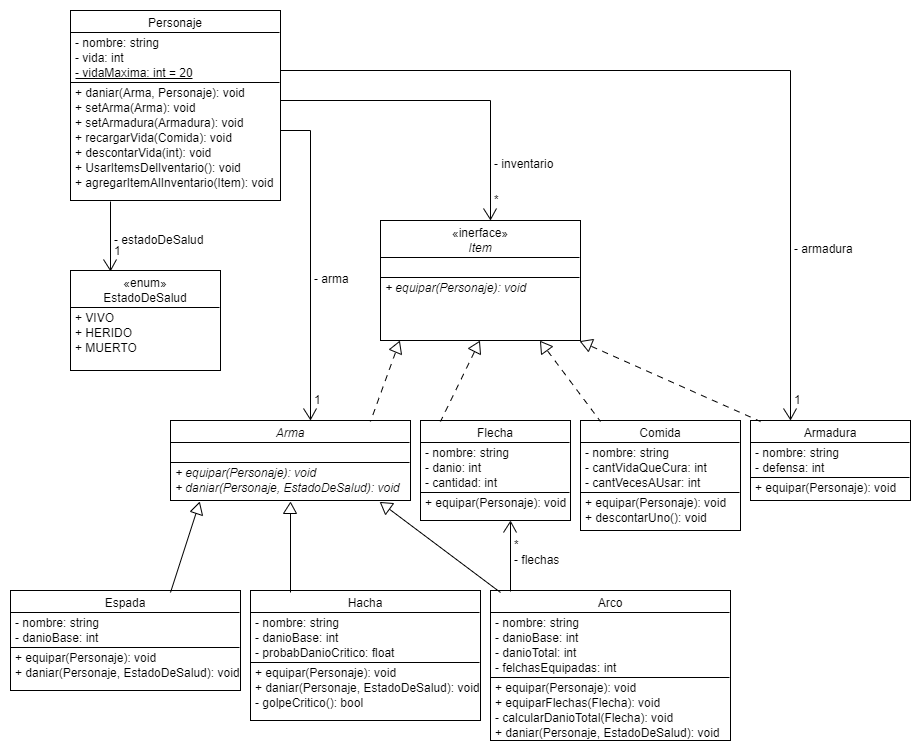 Personaje
- nombre: string
- vida: int
- vidaMaxima: int = 20
+ daniar(Arma, Personaje): void
+ setArma(Arma): void
+ setArmadura(Armadura): void
+ recargarVida(Comida): void
+ descontarVida(int): void
+ UsarItemsDelIventario(): void
+ agregarItemAlInventario(Item): void
- estadoDeSalud
1
«enum»
EstadoDeSalud
+ VIVO
+ HERIDO
+ MUERTO
- arma
1
- inventario
*
«inerface»
Item
+ equipar(Personaje): void
- armadura
1
Arma
+ equipar(Personaje): void
+ daniar(Personaje, EstadoDeSalud): void
Flecha
- nombre: string
- danio: int
- cantidad: int
+ equipar(Personaje): void
Comida
- nombre: string
- cantVidaQueCura: int
- cantVecesAUsar: int
+ equipar(Personaje): void
+ descontarUno(): void
Armadura
- nombre: string
- defensa: int
+ equipar(Personaje): void
*
- flechas
Espada
- nombre: string
- danioBase: int
+ equipar(Personaje): void
+ daniar(Personaje, EstadoDeSalud): void
Hacha
- nombre: string
- danioBase: int
- probabDanioCritico: float
+ equipar(Personaje): void
+ daniar(Personaje, EstadoDeSalud): void
- golpeCritico(): bool
Arco
- nombre: string
- danioBase: int
- danioTotal: int
- felchasEquipadas: int
+ equipar(Personaje): void
+ equiparFlechas(Flecha): void
- calcularDanioTotal(Flecha): void
+ daniar(Personaje, EstadoDeSalud): void